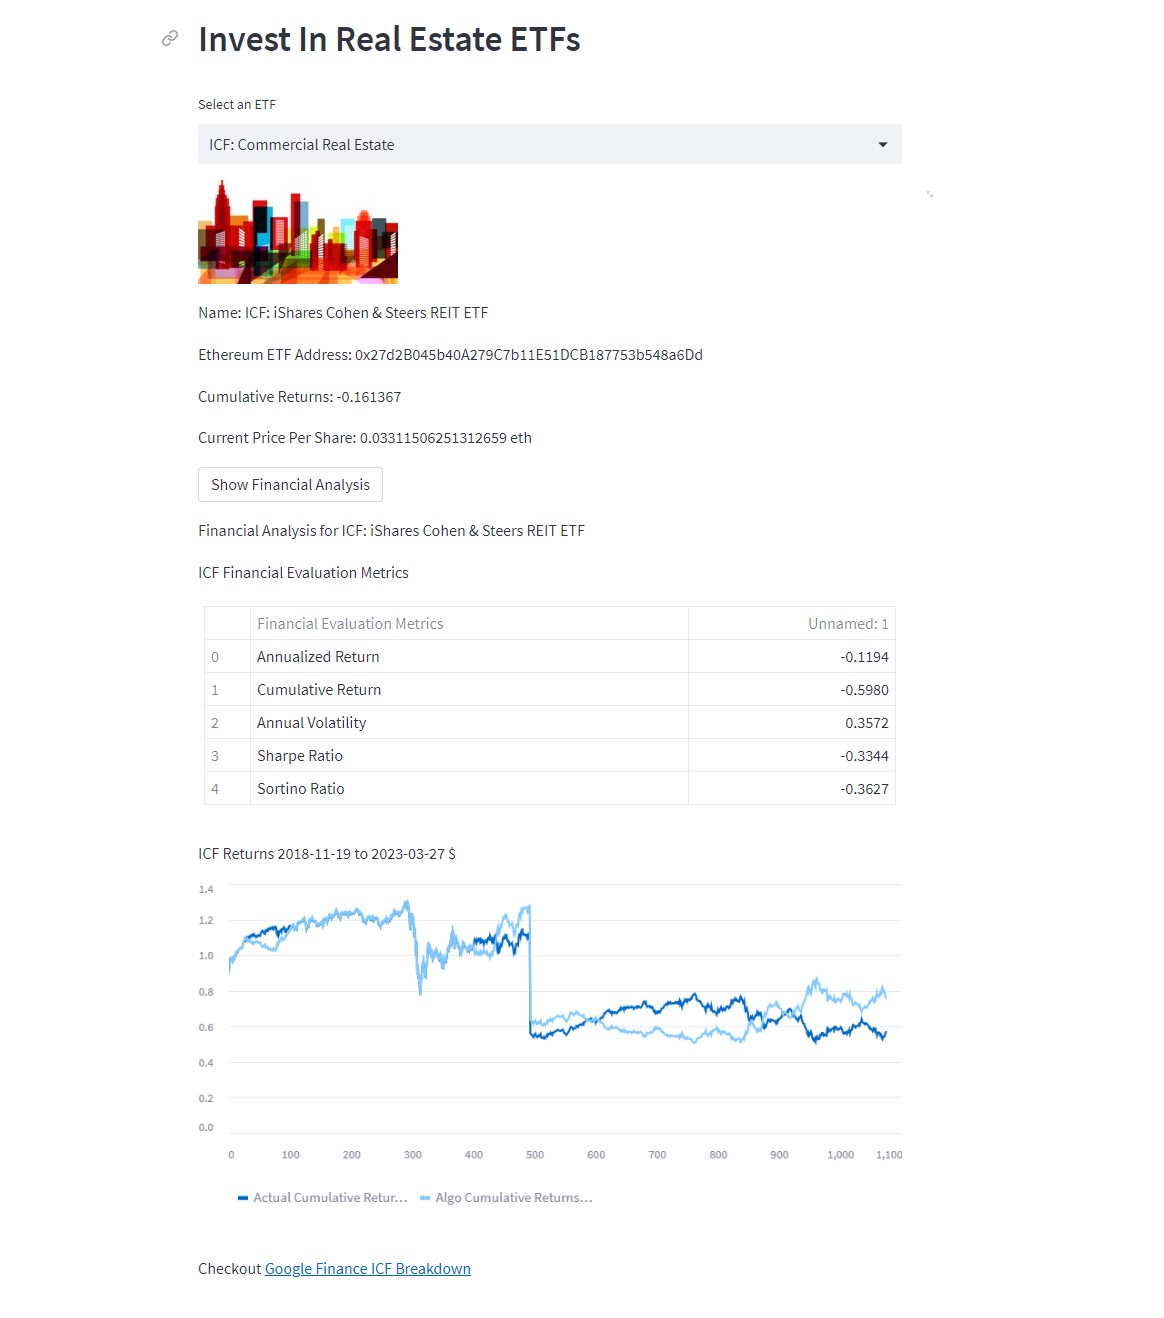 Invest In Real Estate ETFs
Select an ETF
ICF: Commercial Real Estate
Name: ICF: iShares Cohen & Steers REIT ETF
Ethereum ETF Address: 0x27d2B045b40A279C7b11E51DCB187753b548a6Dd
Cumulative Returns: -0.161367
Current Price Per Share: 0.03311506251312659 eth
Show Financial Analysis
Financial Analysis for ICF: iShares Cohen & Steers REIT ETF
ICF Financial Evaluation Metrics
Financial Evaluation Metrics Unnamed: 1
0 Annualized Return -0.1194
1 Cumulative Return -0.5980
2 Annual Volatility 0.3572
3 Sharpe Ratio -0.3344
4 Sortino Ratio -0.3627
ICF Returns 2018-11-19 to 2023-03-27 $
1.4
1.2
1.0
0.8
0.6
0.4
0.2
0.0
0 100 200 300 400 500 600 700 800 900 1,000 1,100
Actual Cumulative Retur... Algo Cumulative Returns...
Checkout Google Finance ICF Breakdown